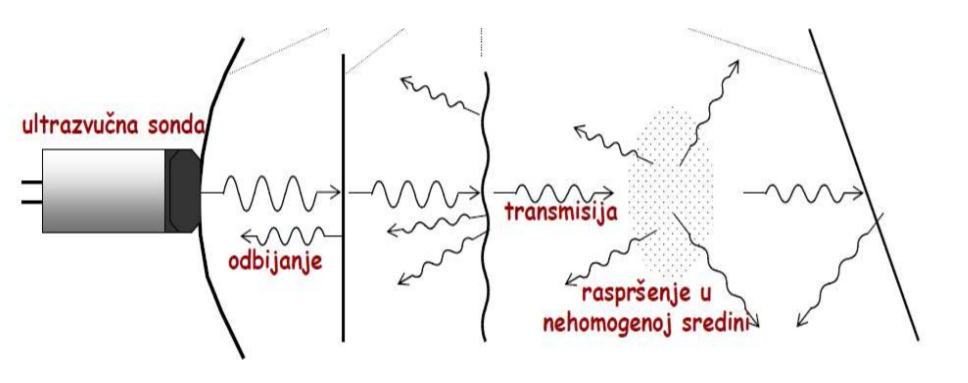 ultrazvučna sonda
odbijanje
transmisija
raspršenje u
nehomogenoj sredini